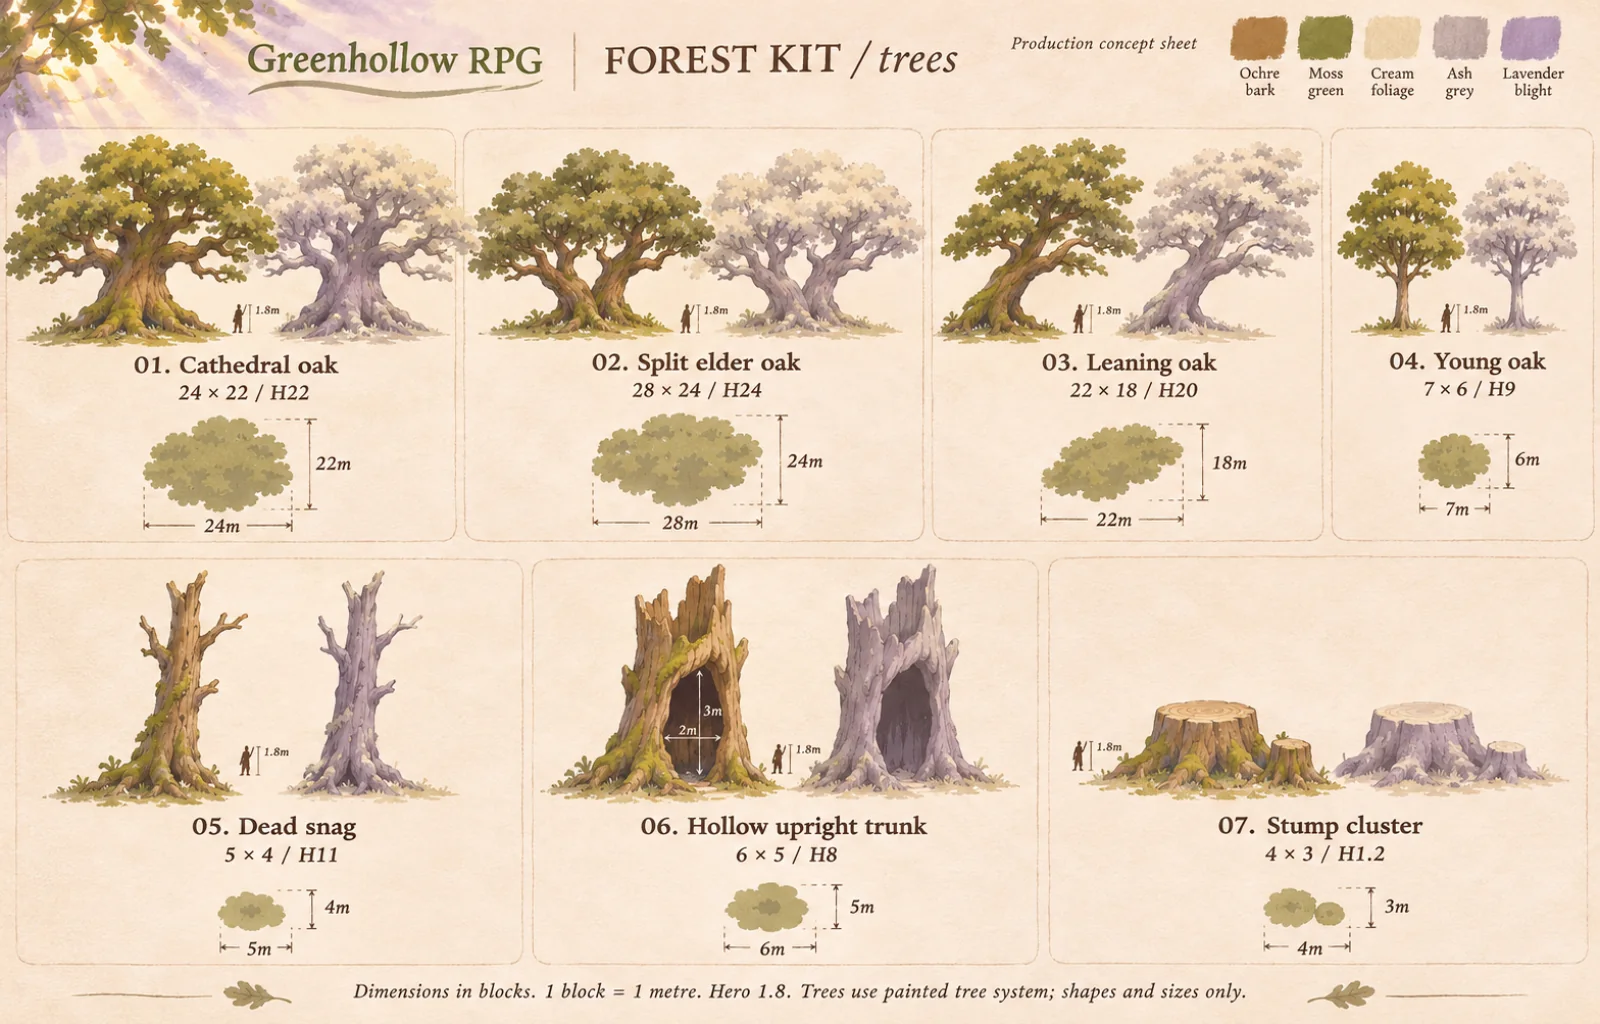 Greenhollow RPG
FOREST KIT / trees
Production concept sheet
Ochre bark
Moss green
Cream foliage
Ash grey
Lavender blight
1.8m
01. Cathedral oak
24 × 22 / H22
22m
24m
1.8m
02. Split elder oak
28 × 24 / H24
24m
28m
1.8m
03. Leaning oak
22 × 18 / H20
18m
22m
1.8m
04. Young oak
7 × 6 / H9
6m
7m
1.8m
05. Dead snag
5 × 4 / H11
4m
5m
3m
2m
1.8m
06. Hollow upright trunk
6 × 5 / H8
5m
6m
1.8m
07. Stump cluster
4 × 3 / H1.2
3m
4m
Dimensions in blocks. 1 block = 1 metre. Hero 1.8. Trees use painted tree system; shapes and sizes only.